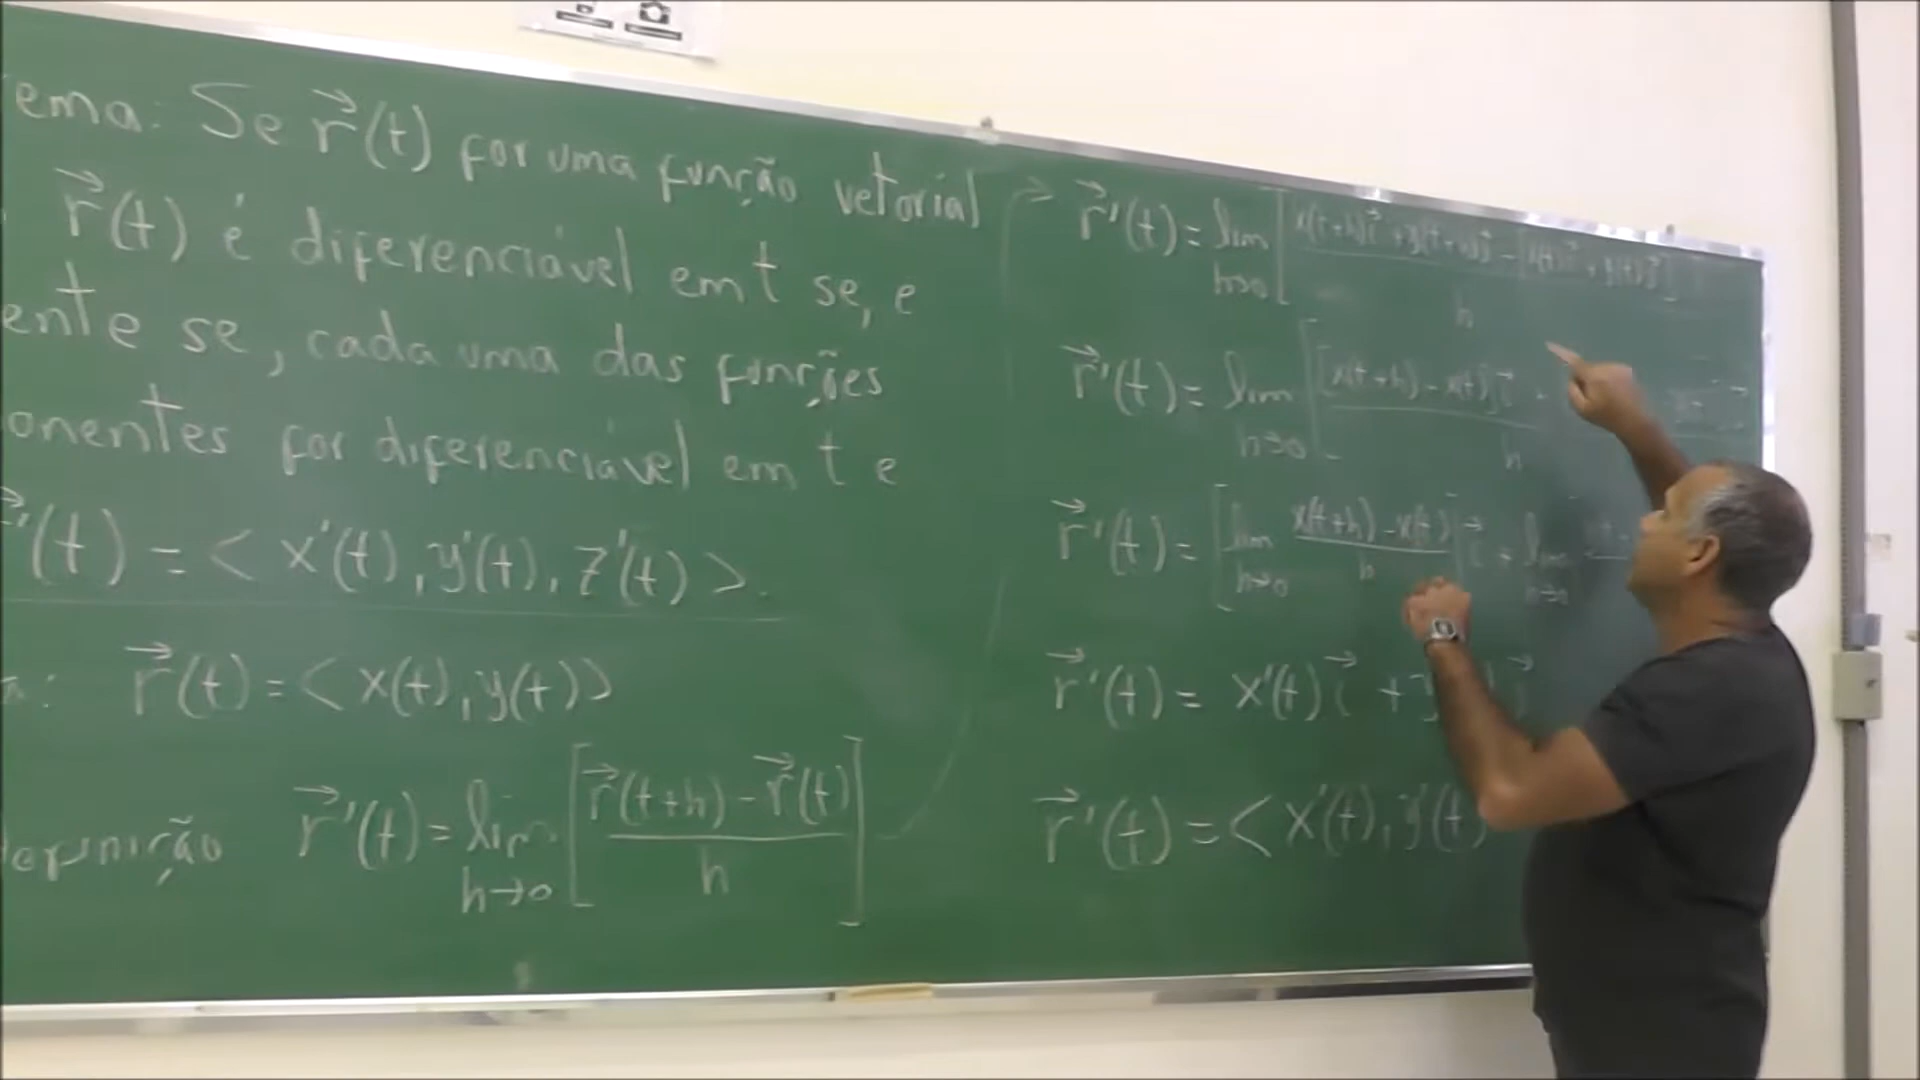 ema: Se r⃗(t) for uma função vetorial
r⃗(t) é diferenciável em t se, e
ente se, cada uma das funções
onentes for diferenciável em t e
r⃗'(t) = < x'(t), y'(t), z'(t) >.
a: r⃗(t) = < x(t), y(t) >
definição r⃗'(t) = lim h→0 [ r⃗(t+h) - r⃗(t) / h ]
r⃗'(t) = lim h→0 [ x(t+h)i⃗ + y(t+h)j⃗ - [x(t)i⃗ + y(t)j⃗] / h
r⃗'(t) = lim h→0 [ [x(t+h) - x(t)]i⃗ / h
r⃗'(t) = [ lim h→0 x(t+h) - x(t) / h ] i⃗ + lim h→0
r⃗'(t) = x'(t) i⃗ + y
r⃗'(t) = < x'(t), y'(t)